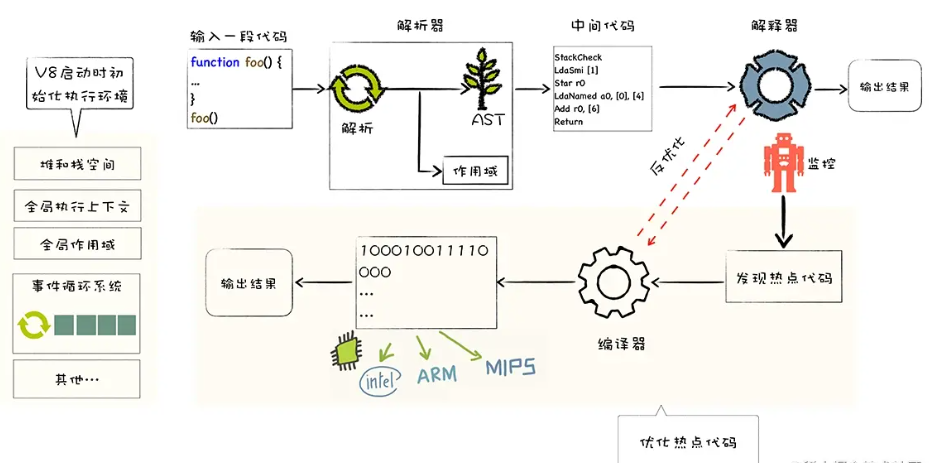 输入一段代码
function foo() {
...
}
foo()
解析器
解析
AST
作用域
中间代码
StackCheck
LdaSmi [1]
Star r0
LdaNamed a0, [0], [4]
Add r0, [6]
Return
解释器
输出结果
反优化
监控
V8启动时初
始化执行环境
堆和栈空间
全局执行上下文
全局作用域
事件循环系统
其他...
输出结果
10001001110
000
...
...
intel
ARM
MIPS
编译器
发现热点代码
优化热点代码